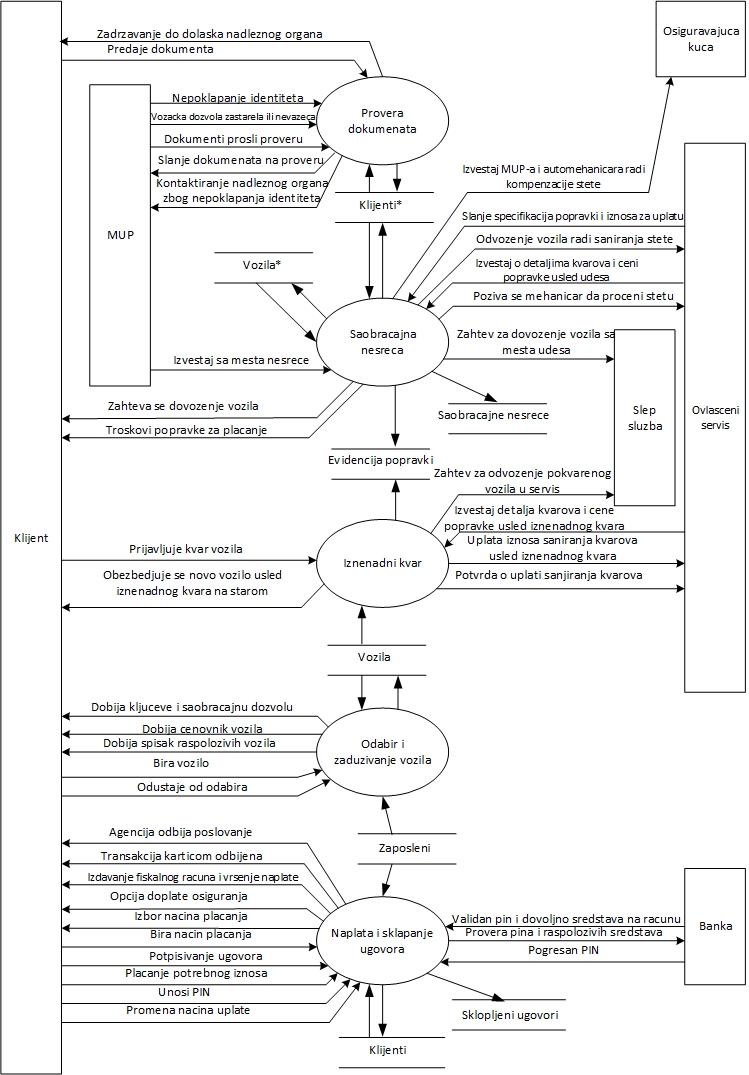 Zadrzavanje do dolaska nadleznog organa
Predaje dokumenta
Osiguravajuca
kuca
Nepoklapanje identiteta
Vozacka dozvola zastarela ili nevazeca
Dokumenti prosli proveru
Slanje dokumenata na proveru
Kontaktiranje nadleznog organa
zbog nepoklapanja identiteta
Provera
dokumenata
MUP
Klijenti*
Izvestaj MUP-a i automehanicara radi
kompenzacije stete
Slanje specifikacija popravki i iznosa za uplatu
Odvozenje vozila radi saniranja stete
Izvestaj o detaljima kvarova i ceni
popravke usled udesa
Poziva se mehanicar da proceni stetu
Vozila*
Saobracajna
nesreca
Zahtev za dovozenje vozila sa
mesta udesa
Izvestaj sa mesta nesrece
Zahteva se dovozenje vozila
Troskovi popravke za placanje
Saobracajne nesrece
Slep
sluzba
Ovlasceni
servis
Evidencija popravki
Zahtev za odvozenje pokvarenog
vozila u servis
Izvestaj detalja kvarova i cene
popravke usled iznenadnog kvara
Uplata iznosa saniranja kvarova
usled iznenadnog kvara
Potvrda o uplati sanjiranja kvarova
Klijent
Prijavljuje kvar vozila
Obezbedjuje se novo vozilo usled
iznenadnog kvara na starom
Iznenadni kvar
Vozila
Dobija kljuceve i saobracajnu dozvolu
Dobija cenovnik vozila
Dobija spisak raspolozivih vozila
Bira vozilo
Odustaje od odabira
Odabir i
zaduzivanje vozila
Zaposleni
Agencija odbija poslovanje
Transakcija karticom odbijena
Izdavanje fiskalnog racuna i vrsenje naplate
Opcija doplate osiguranja
Izbor nacina placanja
Bira nacin placanja
Potpisivanje ugovora
Placanje potrebnog iznosa
Unosi PIN
Promena nacina uplate
Naplata i sklapanje
ugovora
Validan pin i dovoljno sredstava na racunu
Provera pina i raspolozivih sredstava
Pogresan PIN
Banka
Sklopljeni ugovori
Klijenti